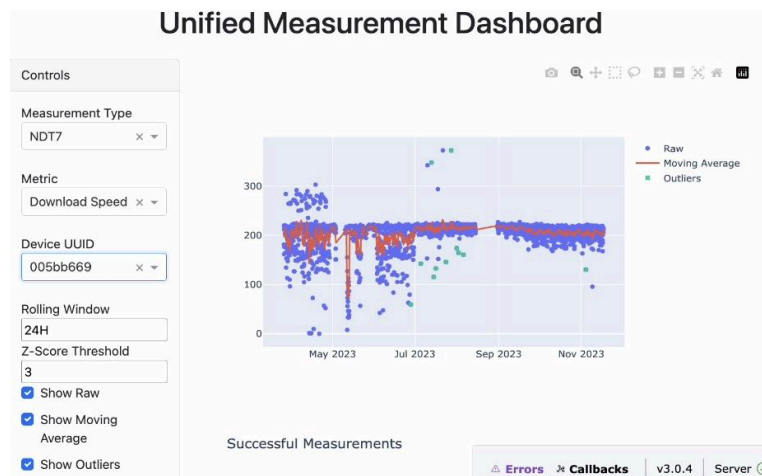 Unified Measurement Dashboard
Controls
Measurement Type
NDT7
Metric
Download Speed
Device UUID
005bb669
Rolling Window
24H
Z-Score Threshold
3
Show Raw
Show Moving
Average
Show Outliers
Raw
Moving Average
Outliers
300
200
100
0
May 2023
Jul 2023
Sep 2023
Nov 2023
Successful Measurements
Errors
Callbacks
v3.0.4
Server